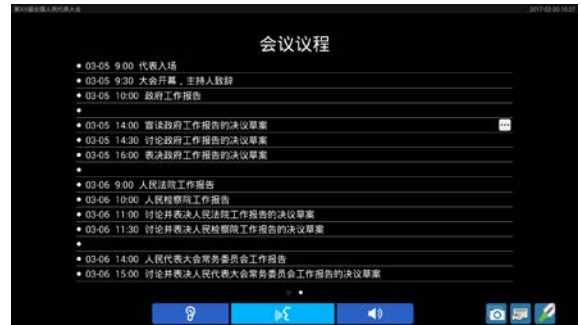 第XX届全国人民代表大会
2017-03-20 10:27
会议议程
03-05 9:00 代表入场
03-05 9:30 大会开幕，主持人致辞
03-05 10:00 政府工作报告
03-05 14:00 宣读政府工作报告的决议草案
03-05 14:30 讨论政府工作报告的决议草案
03-05 16:00 表决政府工作报告的决议草案
03-06 9:00 人民法院工作报告
03-06 10:00 人民检察院工作报告
03-06 11:00 讨论并表决人民法院工作报告的决议草案
03-06 11:30 讨论并表决人民检察院工作报告的决议草案
03-06 14:00 人民代表大会常务委员会工作报告
03-06 15:00 讨论并表决人民代表大会常务委员会工作报告的决议草案